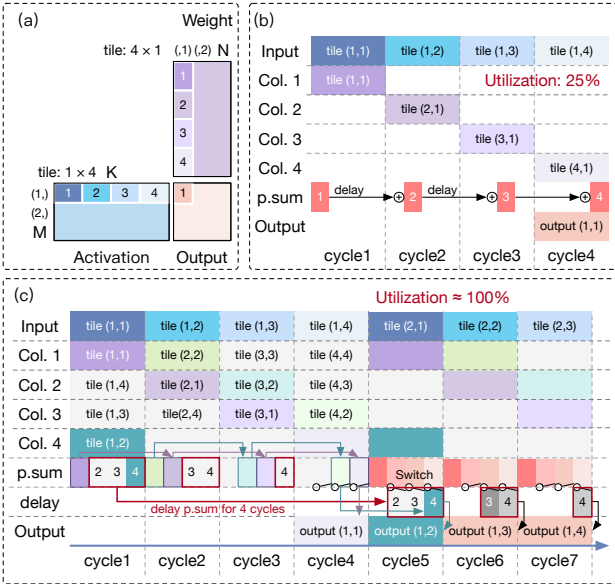 (a)
Weight
tile: 4 × 1
(,1) (,2) N
1
2
3
4
tile: 1 × 4 K
(1,) 1 2 3 4 1
(2,)
M
Activation Output
(b)
Input tile (1,1) tile (1,2) tile (1,3) tile (1,4)
Col. 1 tile (1,1) Utilization: 25%
Col. 2 tile (2,1)
Col. 3 tile (3,1)
Col. 4 tile (4,1)
p.sum 1 delay 2 delay 3 4
Output output (1,1)
cycle1 cycle2 cycle3 cycle4
(c)
Utilization ≈ 100%
Input tile (1,1) tile (1,2) tile (1,3) tile (1,4) tile (2,1) tile (2,2) tile (2,3)
Col. 1 tile (1,1) tile (2,2) tile (3,3) tile (4,4)
Col. 2 tile (1,4) tile (2,1) tile (3,2) tile (4,3)
Col. 3 tile (1,3) tile(2,4) tile (3,1) tile (4,2)
Col. 4 tile (1,2)
p.sum 2 3 4 3 4 4 Switch
delay 2 3 4 3 4 4
delay p.sum for 4 cycles
Output output (1,1) output (1,2) output (1,3) output (1,4)
cycle1 cycle2 cycle3 cycle4 cycle5 cycle6 cycle7